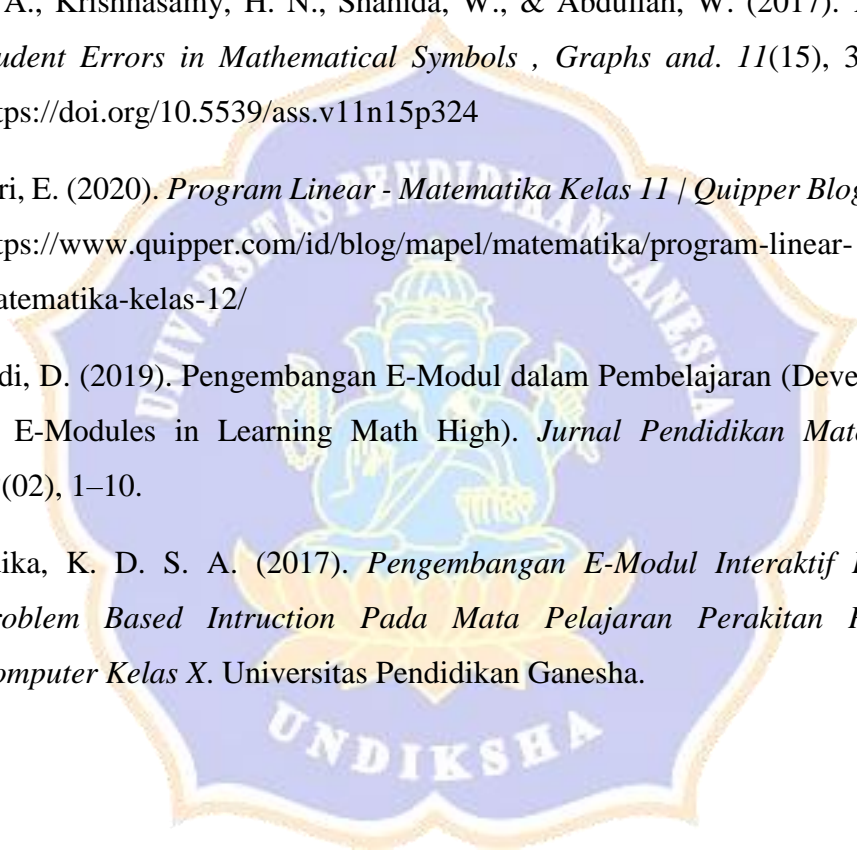 A., Krishnasamy, H. N., Shahida, W., & Abdullah, W. (2017).
udent Errors in Mathematical Symbols , Graphs and. 11(15), 3
tps://doi.org/10.5539/ass.v11n15p324
ri, E. (2020). Program Linear - Matematika Kelas 11 | Quipper Blog
tps://www.quipper.com/id/blog/mapel/matematika/program-linear-
atematika-kelas-12/
di, D. (2019). Pengembangan E-Modul dalam Pembelajaran (Deve
E-Modules in Learning Math High). Jurnal Pendidikan Mate
(02), 1–10.
ika, K. D. S. A. (2017). Pengembangan E-Modul Interaktif
roblem Based Intruction Pada Mata Pelajaran Perakitan
omputer Kelas X. Universitas Pendidikan Ganesha.
UNIVERSITAS PENDIDIKAN GANESHA
UNDIKSHA